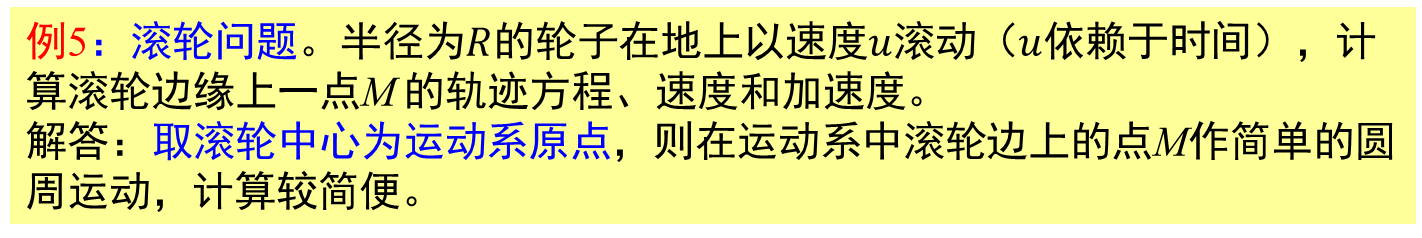 例5：滚轮问题。半径为R的轮子在地上以速度u滚动（u依赖于时间），计
算滚轮边缘上一点M的轨迹方程、速度和加速度。
解答：取滚轮中心为运动系原点，则在运动系中滚轮边上的点M作简单的圆
周运动，计算较简便。